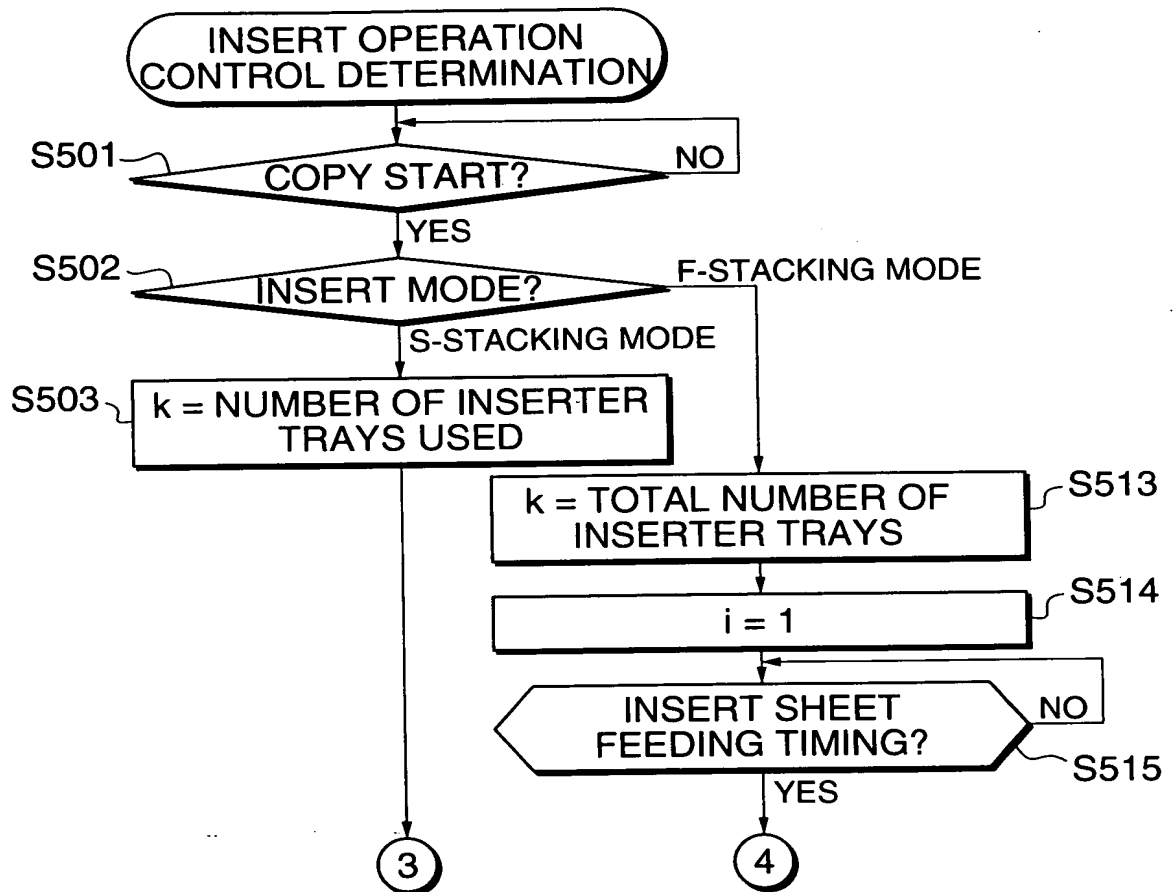 INSERT OPERATION
CONTROL DETERMINATION
S501
COPY START?
NO
YES
S502
INSERT MODE?
F-STACKING MODE
S-STACKING MODE
S503
k = NUMBER OF INSERTER
TRAYS USED
k = TOTAL NUMBER OF
INSERTER TRAYS
S513
i = 1
S514
INSERT SHEET
FEEDING TIMING?
NO
S515
YES
3
4